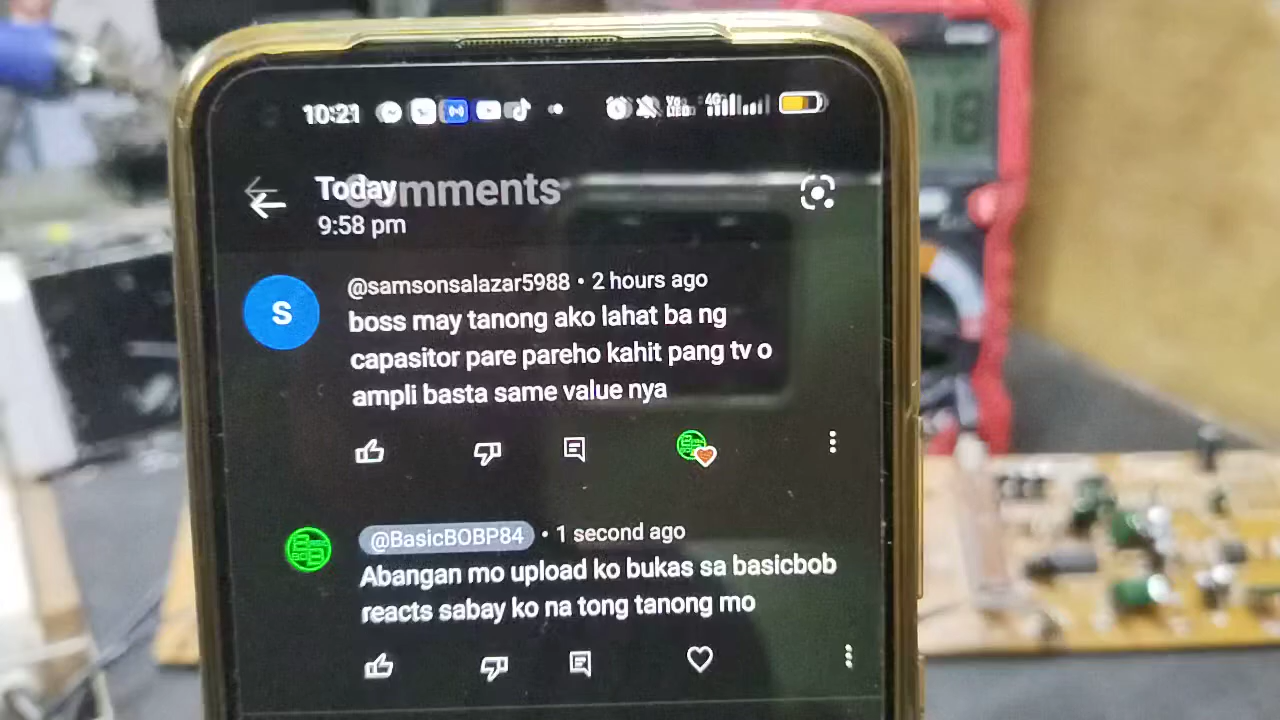 10:21
Today
Comments
9:58 pm
S
@samsonsalazar5988 • 2 hours ago
boss may tanong ako lahat ba ng
capasitor pare pareho kahit pang tv o
ampli basta same value nya
@BasicBOBP84 • 1 second ago
Abangan mo upload ko bukas sa basicbob
reacts sabay ko na tong tanong mo
18